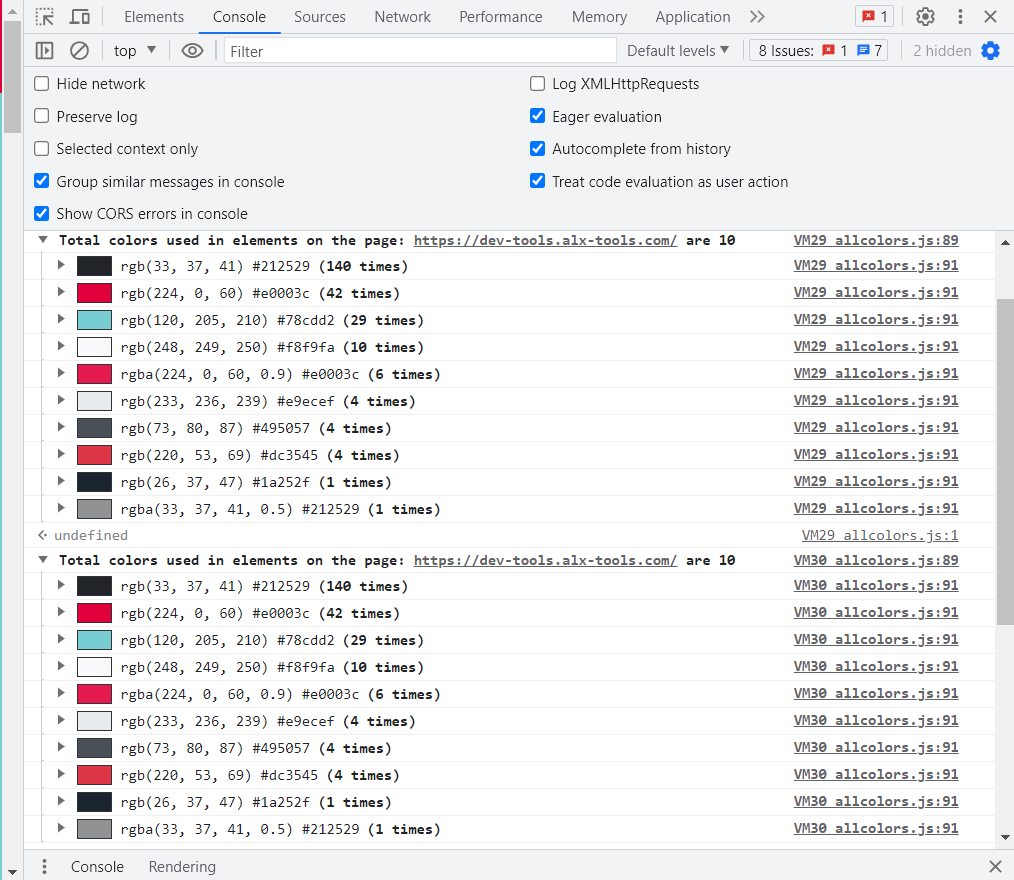 Elements Console Sources Network Performance Memory Application 1
top Filter Default levels 8 Issues: 1 7 2 hidden
Hide network Log XMLHttpRequests
Preserve log Eager evaluation
Selected context only Autocomplete from history
Group similar messages in console Treat code evaluation as user action
Show CORS errors in console
Total colors used in elements on the page: https://dev-tools.alx-tools.com/ are 10 VM29 allcolors.js:89
rgb(33, 37, 41) #212529 (140 times) VM29 allcolors.js:91
rgb(224, 0, 60) #e0003c (42 times) VM29 allcolors.js:91
rgb(120, 205, 210) #78cdd2 (29 times) VM29 allcolors.js:91
rgb(248, 249, 250) #f8f9fa (10 times) VM29 allcolors.js:91
rgba(224, 0, 60, 0.9) #e0003c (6 times) VM29 allcolors.js:91
rgb(233, 236, 239) #e9ecef (4 times) VM29 allcolors.js:91
rgb(73, 80, 87) #495057 (4 times) VM29 allcolors.js:91
rgb(220, 53, 69) #dc3545 (4 times) VM29 allcolors.js:91
rgb(26, 37, 47) #1a252f (1 times) VM29 allcolors.js:91
rgba(33, 37, 41, 0.5) #212529 (1 times) VM29 allcolors.js:91
undefined VM29 allcolors.js:1
Total colors used in elements on the page: https://dev-tools.alx-tools.com/ are 10 VM30 allcolors.js:89
rgb(33, 37, 41) #212529 (140 times) VM30 allcolors.js:91
rgb(224, 0, 60) #e0003c (42 times) VM30 allcolors.js:91
rgb(120, 205, 210) #78cdd2 (29 times) VM30 allcolors.js:91
rgb(248, 249, 250) #f8f9fa (10 times) VM30 allcolors.js:91
rgba(224, 0, 60, 0.9) #e0003c (6 times) VM30 allcolors.js:91
rgb(233, 236, 239) #e9ecef (4 times) VM30 allcolors.js:91
rgb(73, 80, 87) #495057 (4 times) VM30 allcolors.js:91
rgb(220, 53, 69) #dc3545 (4 times) VM30 allcolors.js:91
rgb(26, 37, 47) #1a252f (1 times) VM30 allcolors.js:91
rgba(33, 37, 41, 0.5) #212529 (1 times) VM30 allcolors.js:91
Console Rendering